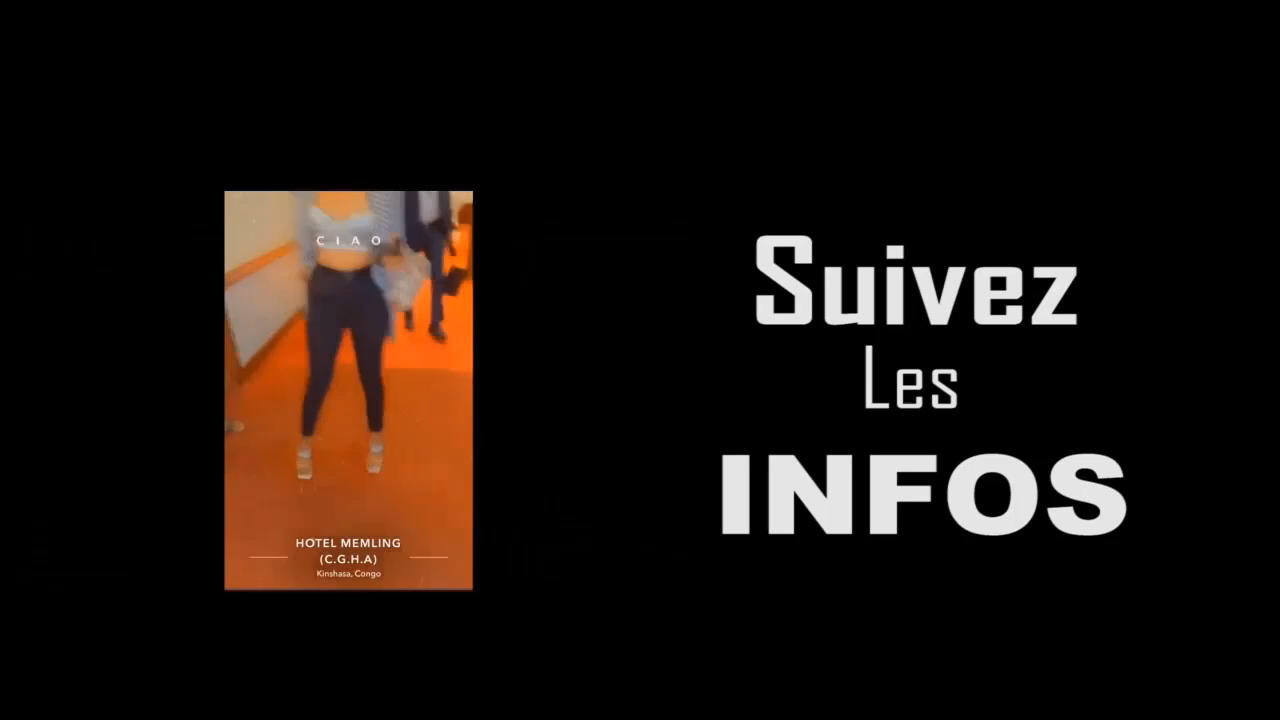 CIAO
HOTEL MEMLING
(C.G.H.A)
Kinshasa, Congo
Suivez
Les
INFOS